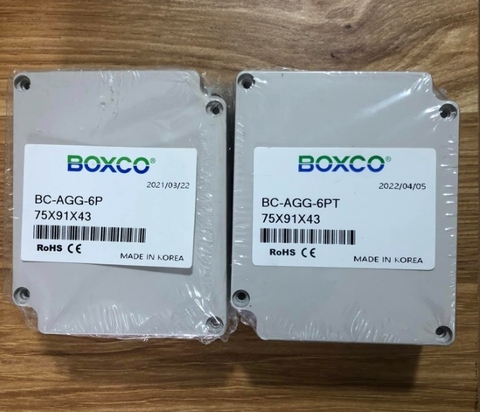 BOXCO®
2021/03/22
BC-AGG-6P
75X91X43
RoHS CE
MADE IN KOREA
BOXCO®
2022/04/05
BC-AGG-6PT
75X91X43
RoHS CE
MADE IN KOREA